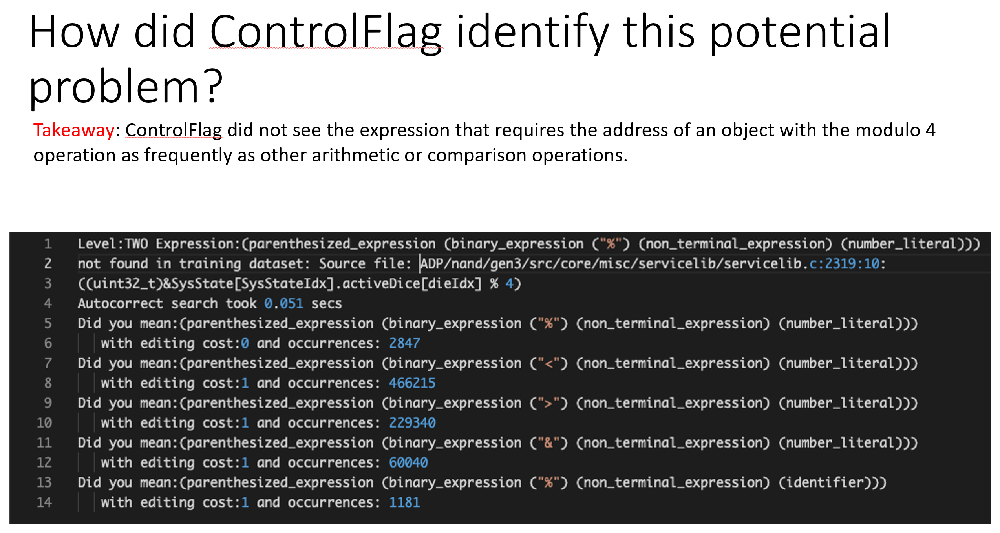 How did ControlFlag identify this potential
problem?
Takeaway: ControlFlag did not see the expression that requires the address of an object with the modulo 4
operation as frequently as other arithmetic or comparison operations.
1 Level:TWO Expression:(parenthesized_expression (binary_expression ("%") (non_terminal_expression) (number_literal)))
2 not found in training dataset: Source file: ADP/nand/gen3/src/core/misc/servicelib/servicelib.c:2319:10:
3 ((uint32_t)&SysState[SysStateIdx].activeDice[dieIdx] % 4)
4 Autocorrect search took 0.051 secs
5 Did you mean:(parenthesized_expression (binary_expression ("%") (non_terminal_expression) (number_literal)))
6 with editing cost:0 and occurrences: 2847
7 Did you mean:(parenthesized_expression (binary_expression ("<") (non_terminal_expression) (number_literal)))
8 with editing cost:1 and occurrences: 466215
9 Did you mean:(parenthesized_expression (binary_expression (">") (non_terminal_expression) (number_literal)))
10 with editing cost:1 and occurrences: 229340
11 Did you mean:(parenthesized_expression (binary_expression ("&") (non_terminal_expression) (number_literal)))
12 with editing cost:1 and occurrences: 60040
13 Did you mean:(parenthesized_expression (binary_expression ("%") (non_terminal_expression) (identifier)))
14 with editing cost:1 and occurrences: 1181